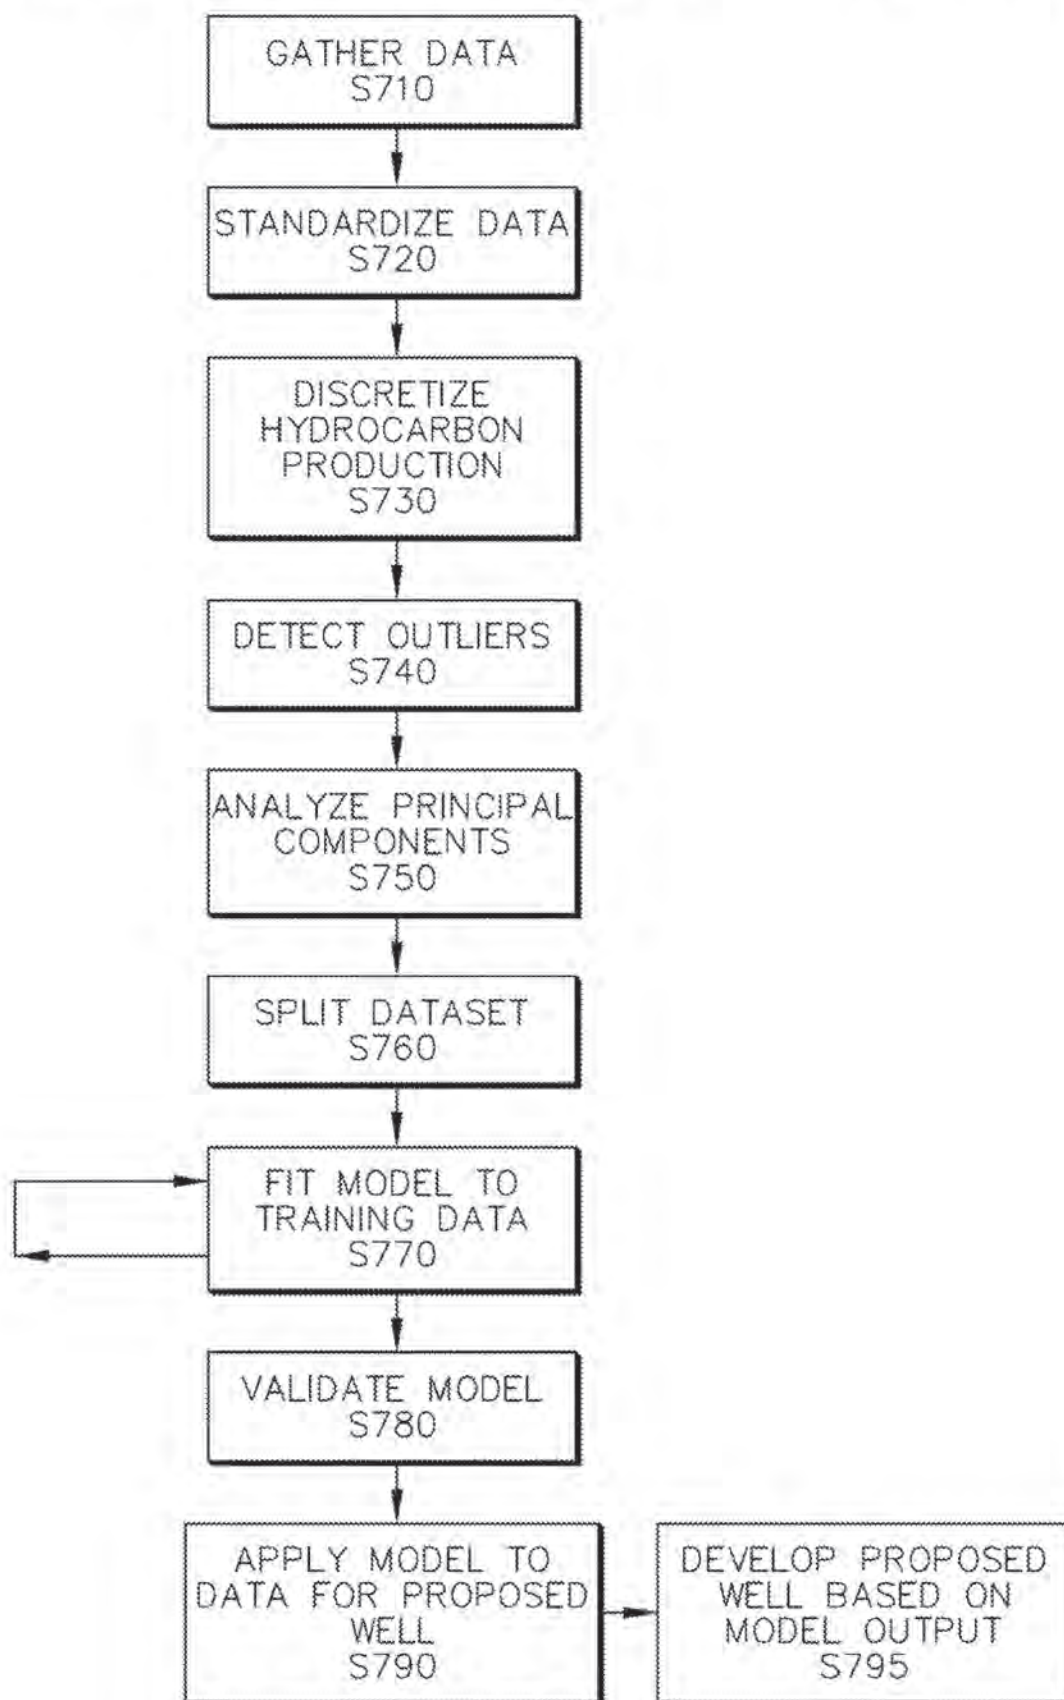 GATHER DATA
S710
STANDARDIZE DATA
S720
DISCRETIZE
HYDROCARBON
PRODUCTION
S730
DETECT OUTLIERS
S740
ANALYZE PRINCIPAL
COMPONENTS
S750
SPLIT DATASET
S760
FIT MODEL TO
TRAINING DATA
S770
VALIDATE MODEL
S780
APPLY MODEL TO
DATA FOR PROPOSED
WELL
S790
DEVELOP PROPOSED
WELL BASED ON
MODEL OUTPUT
S795